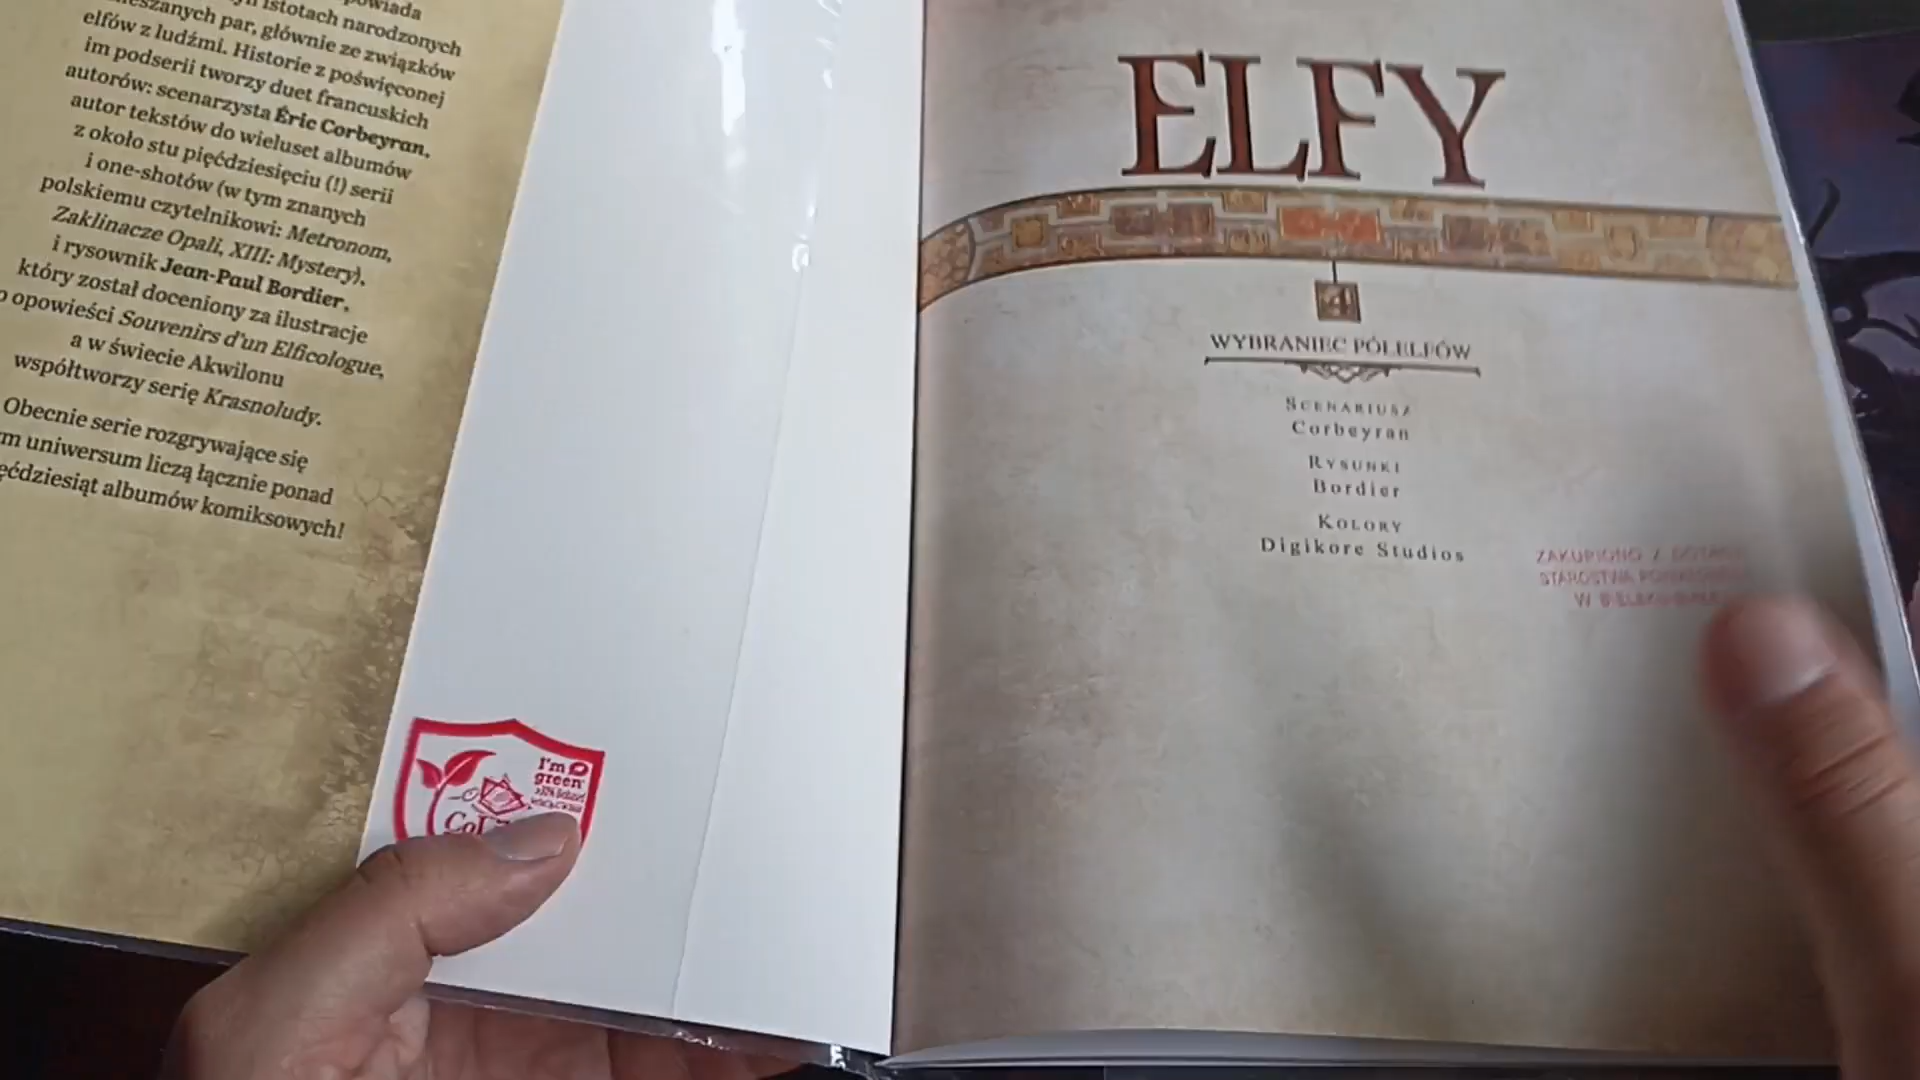 powiada
istotach narodzonych
mieszanych par, głównie ze związków
elfów z ludźmi. Historie z poświęconej
im podserii tworzy duet francuskich
autorów: scenarzysta Éric Corbeyran,
autor tekstów do wieluset albumów
z około stu pięćdziesięciu (!) serii
i one-shotów (w tym znanych
polskiemu czytelnikowi: Metronom,
Zaklinacze Opali, XIII: Mystery),
i rysownik Jean-Paul Bordier,
który został doceniony za ilustracje
o opowieści Souvenirs d'un Elficologue,
a w świecie Akwilonu
współtworzy serię Krasnoludy.
Obecnie serie rozgrywające się
m uniwersum liczą łącznie ponad
ęćdziesiąt albumów komiksowych!
I'm
green
ELFY
4
WYBRANIEC PÓŁELFÓW
SCENARIUSZ
Corbeyran
RYSUNKI
Bordier
KOLORY
Digikore Studios
ZAKUPIONO Z
STAROSTWA
W